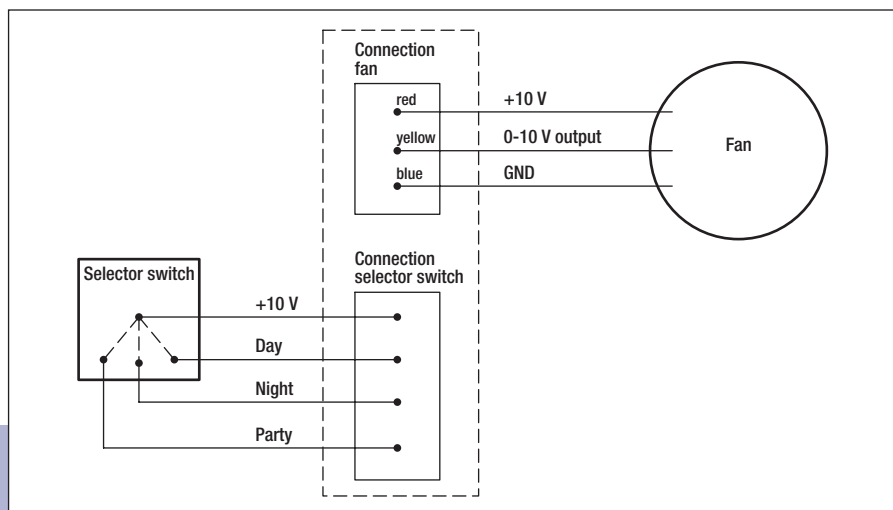 Connection
fan
red
+10 V
yellow
0-10 V output
Fan
blue
GND
Connection
selector switch
Selector switch
+10 V
Day
Night
Party